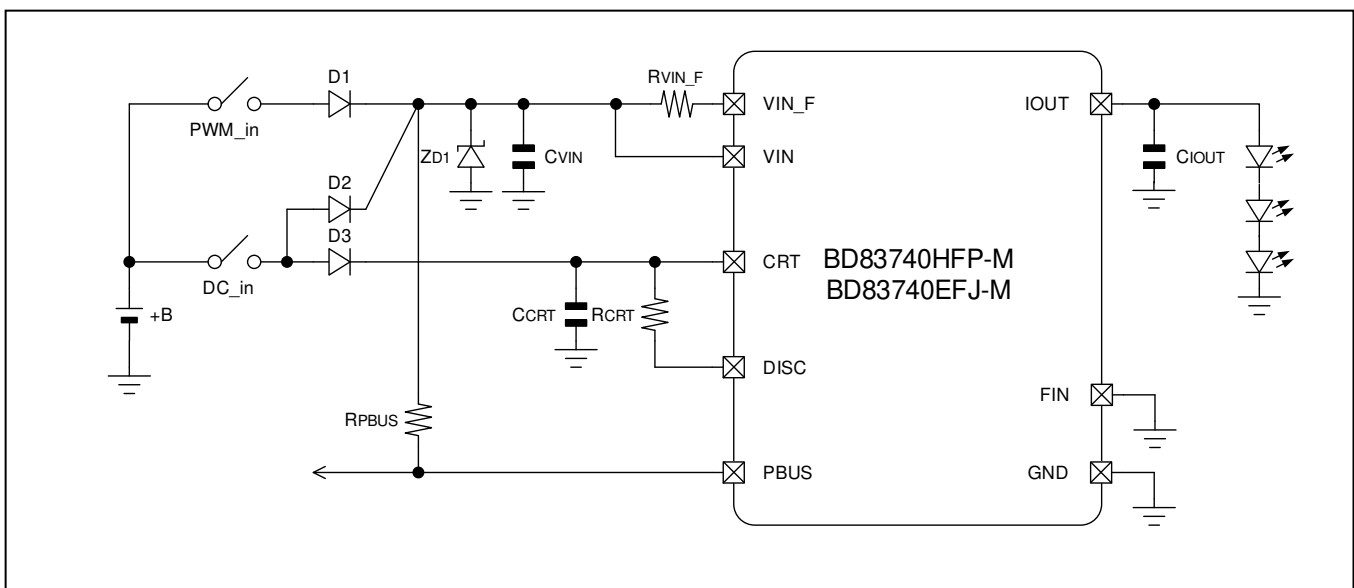 D1
PWM_in
RVIN_F
VIN_F
IOUT
ZD1
CVIN
VIN
CIOUT
D2
D3
DC_in
CRT
BD83740HFP-M
BD83740EFJ-M
+B
CCRT
RCRT
DISC
FIN
RPBUS
PBUS
GND